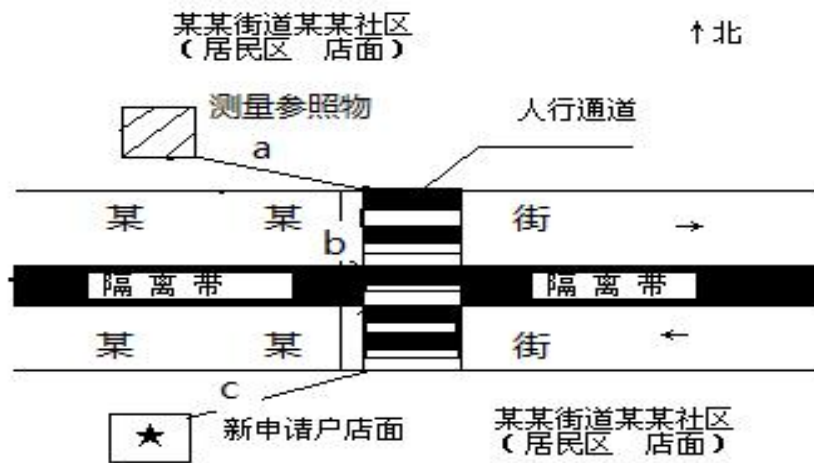 某某街道某某社区
（居民区 店面）
↑北
测量参照物
人行通道
a
某 某 街
→
b
隔离带 隔离带
某 某 街
←
c
★
新申请户店面
某某街道某某社区
（居民区 店面）